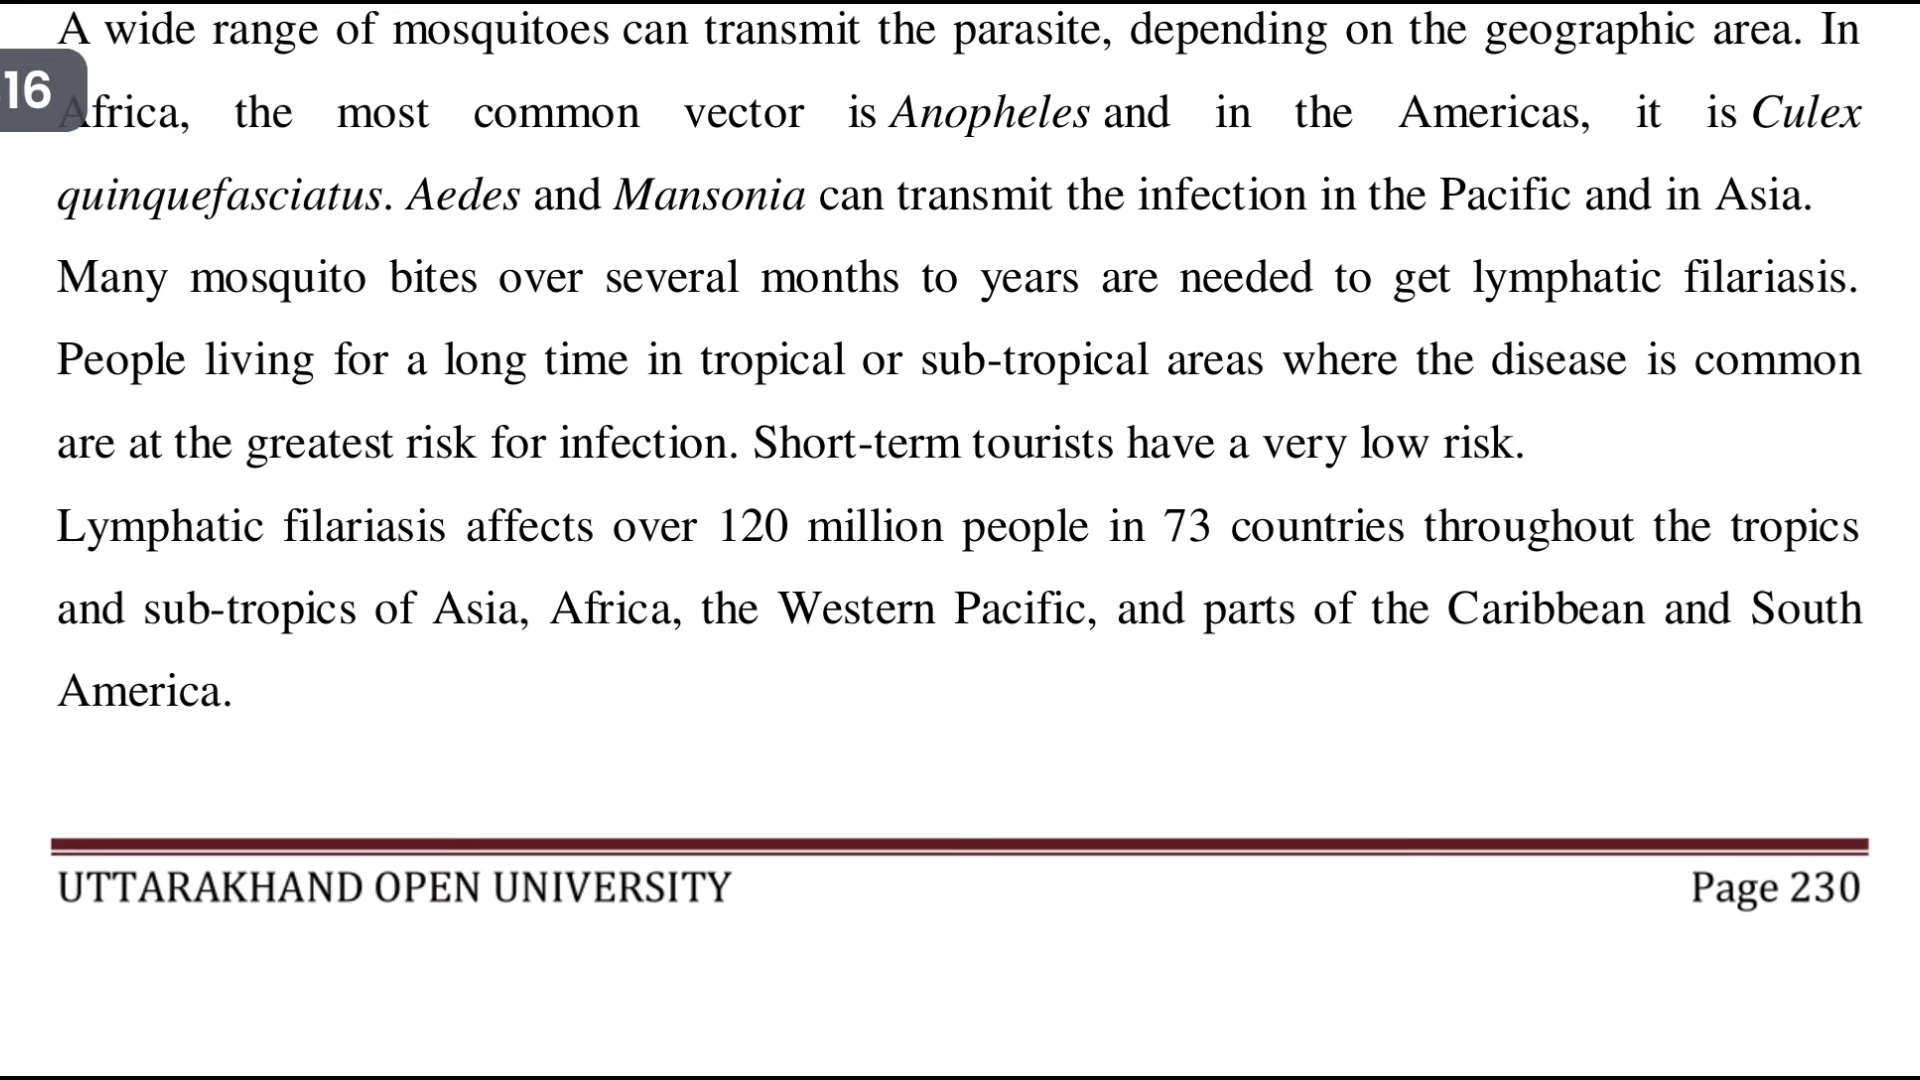 A wide range of mosquitoes can transmit the parasite, depending on the geographic area. In
16
Africa, the most common vector is Anopheles and in the Americas, it is Culex
quinquefasciatus. Aedes and Mansonia can transmit the infection in the Pacific and in Asia.
Many mosquito bites over several months to years are needed to get lymphatic filariasis.
People living for a long time in tropical or sub-tropical areas where the disease is common
are at the greatest risk for infection. Short-term tourists have a very low risk.
Lymphatic filariasis affects over 120 million people in 73 countries throughout the tropics
and sub-tropics of Asia, Africa, the Western Pacific, and parts of the Caribbean and South
America.
UTTARAKHAND OPEN UNIVERSITY Page 230